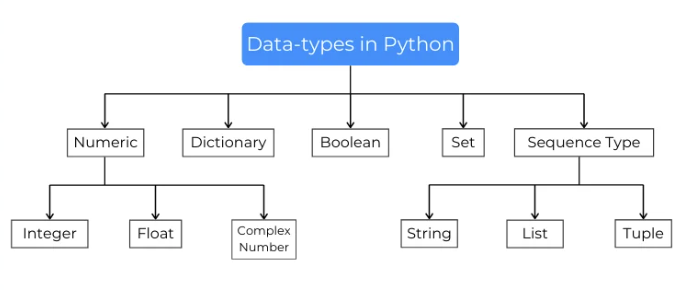 Data-types in Python
Numeric
Dictionary
Boolean
Set
Sequence Type
Integer
Float
Complex
Number
String
List
Tuple